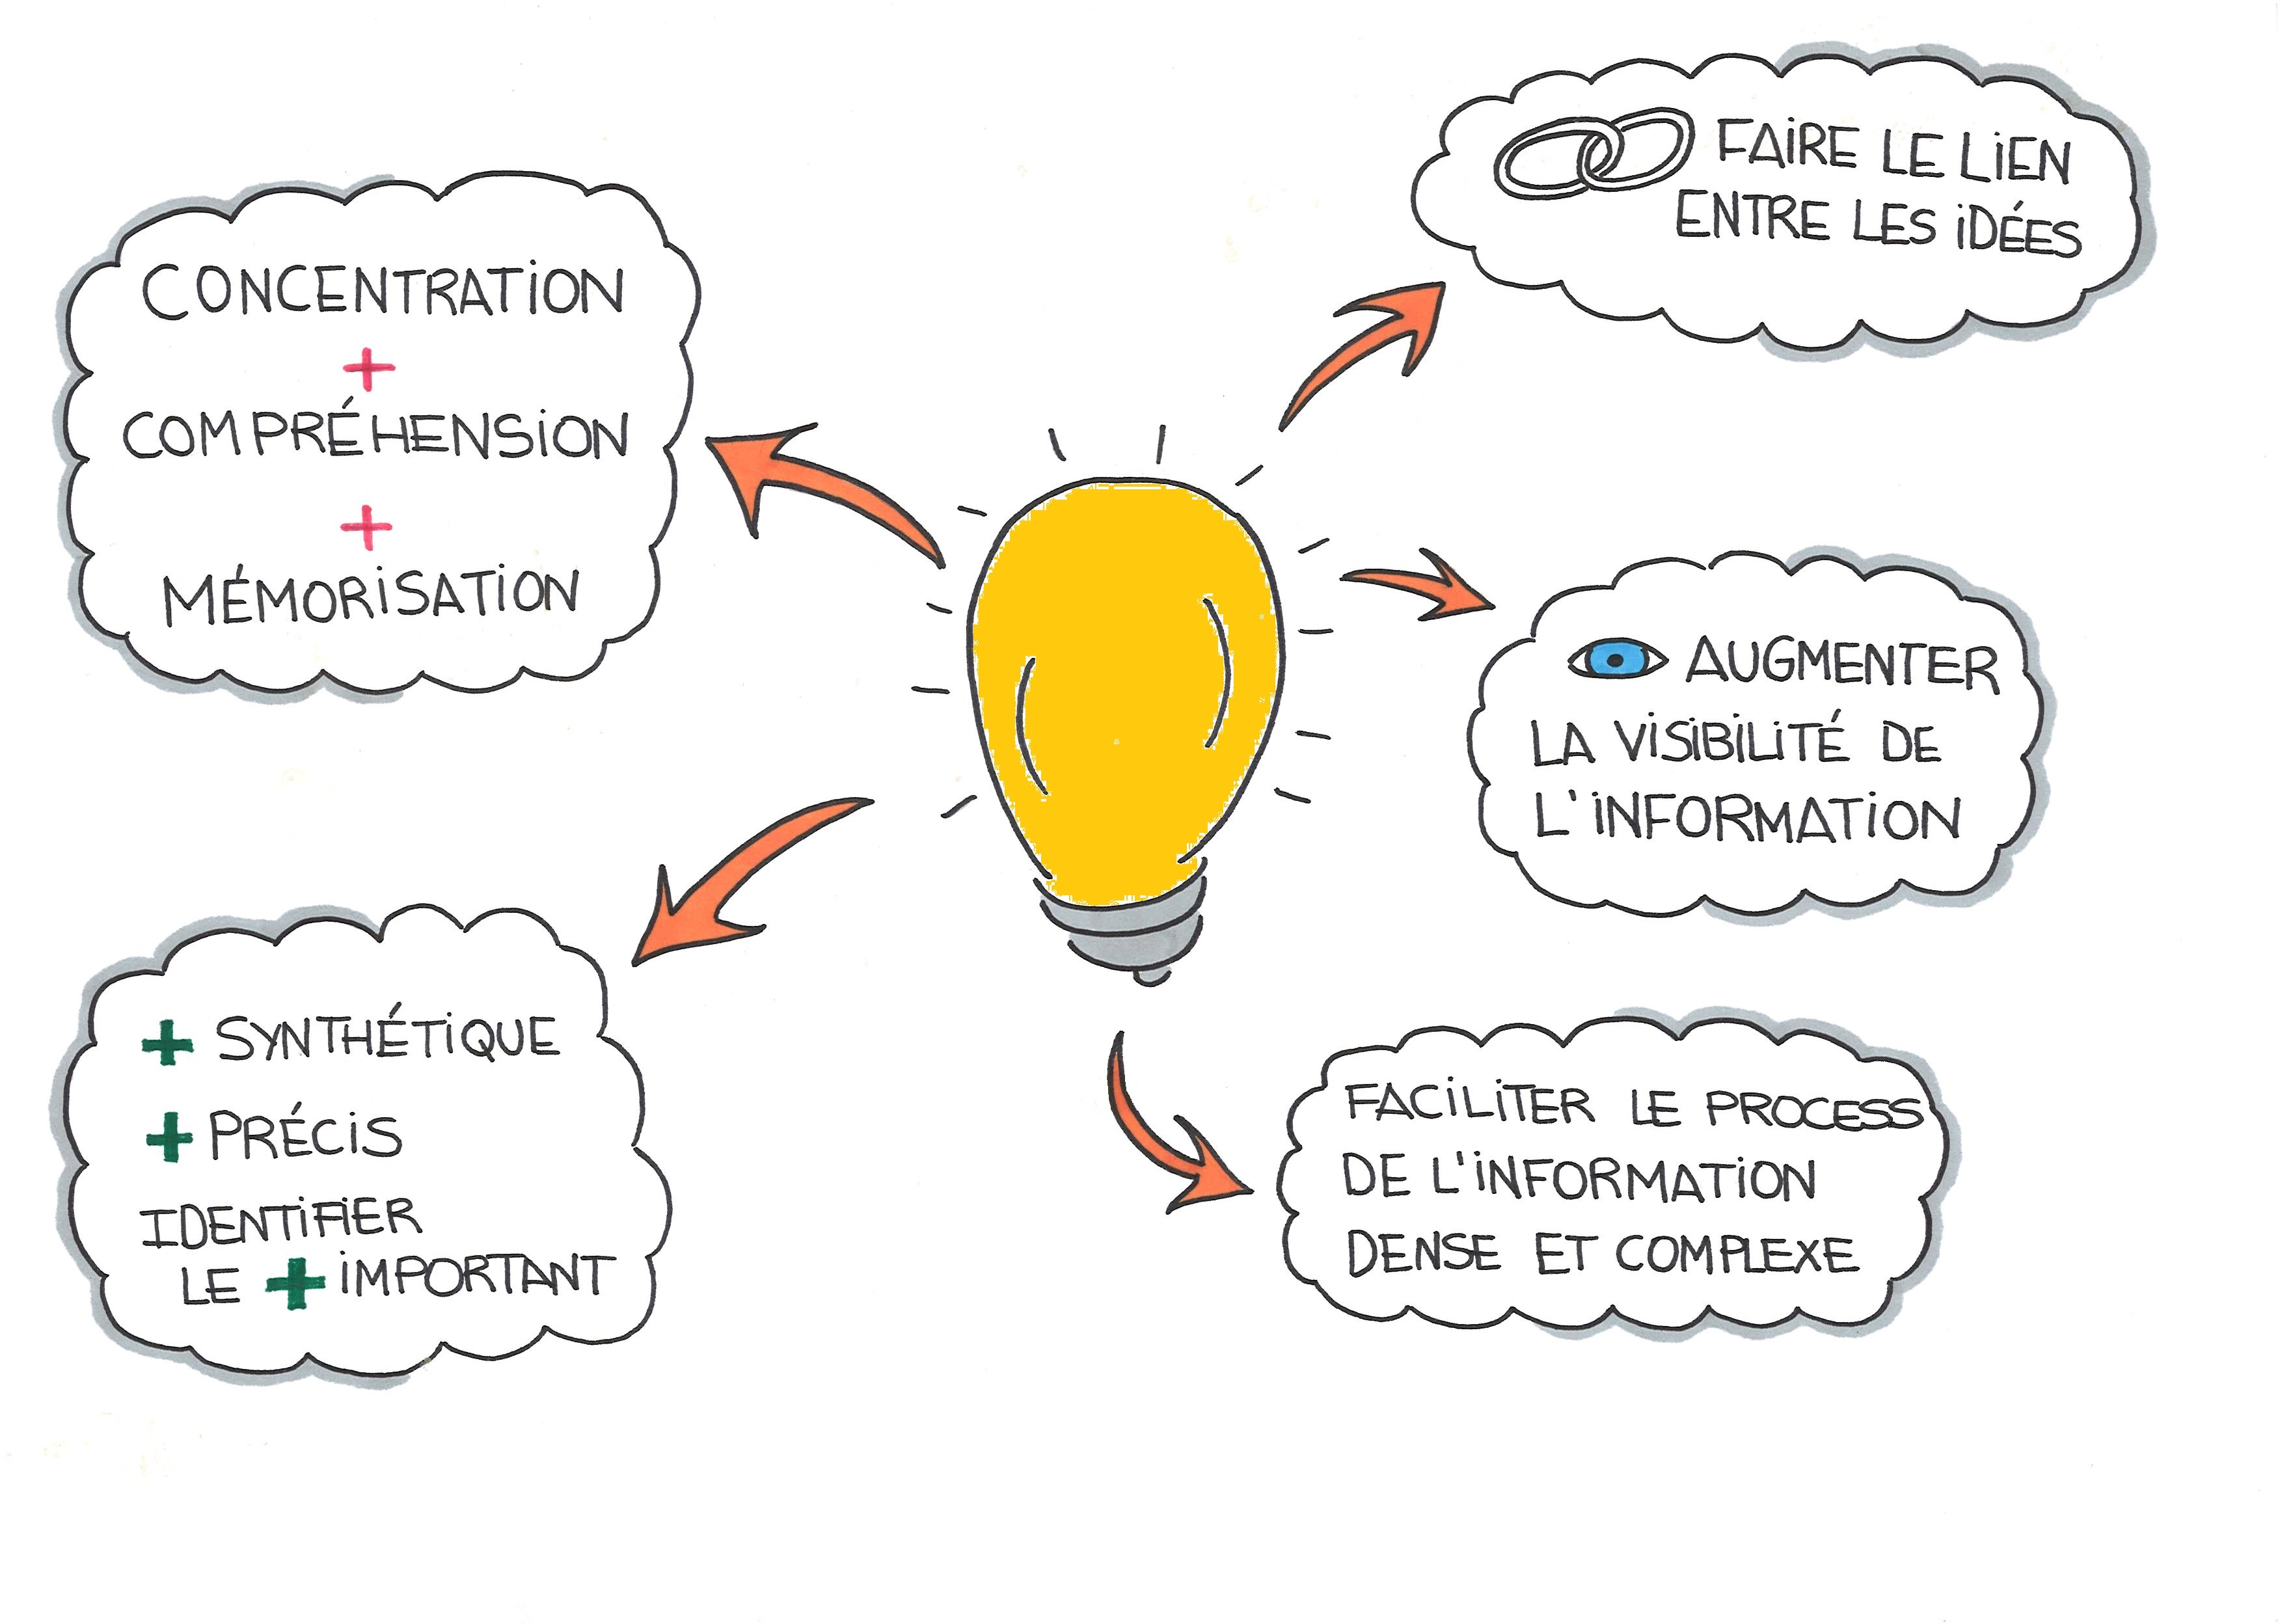 CONCENTRATION
+
COMPRÉHENSION
+
MÉMORISATION
+ SYNTHÉTIQUE
+ PRÉCIS
IDENTIFIER
LE + IMPORTANT
FAIRE LE LIEN
ENTRE LES IDÉES
AUGMENTER
LA VISIBILITÉ DE
L'INFORMATION
FACILITER LE PROCESS
DE L'INFORMATION
DENSE ET COMPLEXE